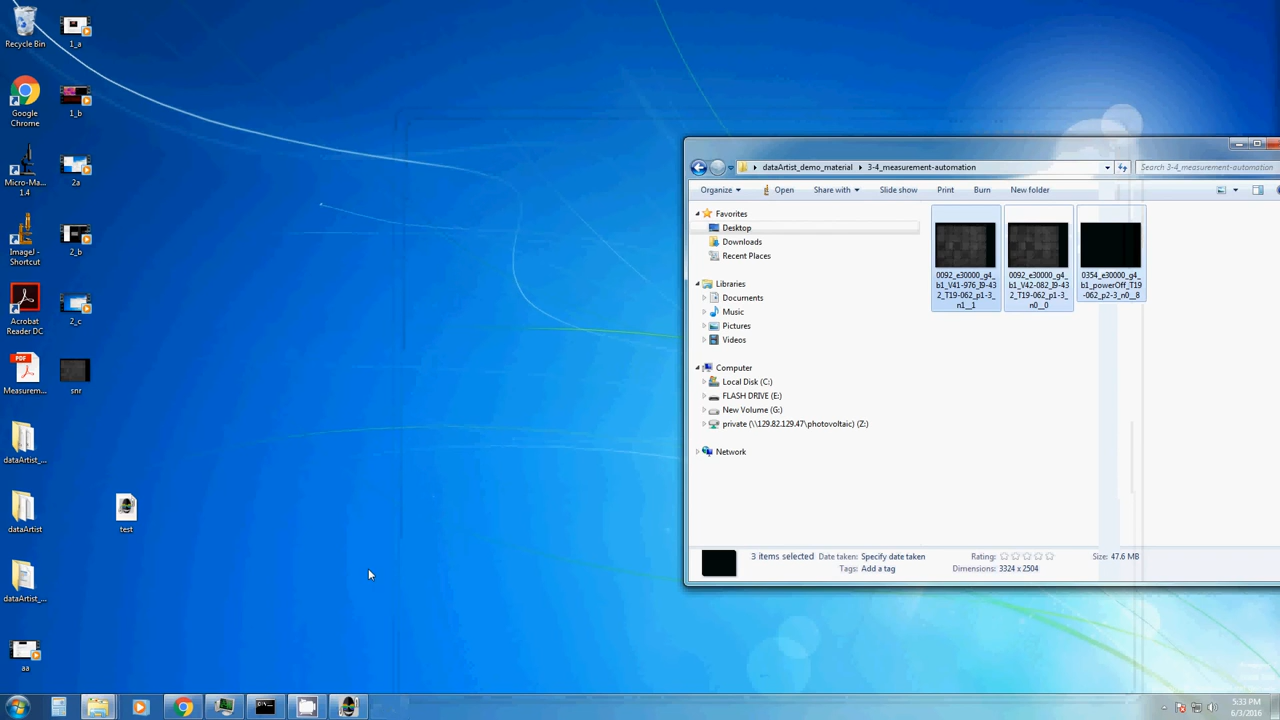 Recycle Bin
1_a
Google
Chrome
1_b
Micro-Ma...
1.4
2a
ImageJ -
Shortcut
2_b
Acrobat
Reader DC
2_c
PDF
Measurem...
snr
dataArtist_...
dataArtist
test
dataArtist_...
aa
dataArtist_demo_material
3-4_measurement-automation
Search 3-4_measurement-automation
Organize
Open
Share with
Slide show
Print
Burn
New folder
Favorites
Desktop
Downloads
Recent Places
Libraries
Documents
Music
Pictures
Videos
Computer
Local Disk (C:)
FLASH DRIVE (E:)
New Volume (G:)
private (\\129.82.129.47\photovoltaic) (Z:)
Network
0092_e30000_g4_
b1_V41-976_I9-43
2_T19-062_p1-3_
n1__1
0092_e30000_g4_
b1_V42-082_I9-43
2_T19-062_p1-3_
n0__0
0354_e30000_g4_
b1_powerOff_T19
-062_p2-3_n0__8
3 items selected
Date taken: Specify date taken
Tags: Add a tag
Rating:
Dimensions: 3324 x 2504
Size: 47.6 MB
5:33 PM
6/3/2016